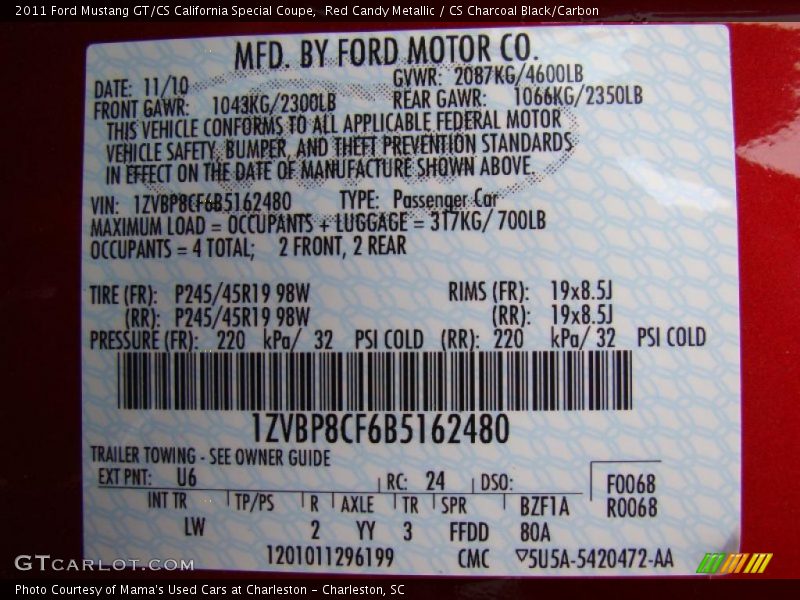 2011 Ford Mustang GT/CS California Special Coupe,  Red Candy Metallic / CS Charcoal Black/Carbon
MFD. BY FORD MOTOR CO.
DATE: 11/10 GVWR: 2087KG/4600LB
FRONT GAWR: 1043KG/2300LB REAR GAWR: 1066KG/2350LB
THIS VEHICLE CONFORMS TO ALL APPLICABLE FEDERAL MOTOR
VEHICLE SAFETY, BUMPER, AND THEFT PREVENTION STANDARDS
IN EFFECT ON THE DATE OF MANUFACTURE SHOWN ABOVE.
VIN: 1ZVBP8CF6B5162480 TYPE: Passenger Car
MAXIMUM LOAD = OCCUPANTS + LUGGAGE = 317KG/ 700LB
OCCUPANTS = 4 TOTAL; 2 FRONT, 2 REAR
TIRE (FR): P245/45R19 98W RIMS (FR): 19x8.5J
(RR): P245/45R19 98W (RR): 19x8.5J
PRESSURE (FR): 220 kPa/ 32 PSI COLD (RR): 220 kPa/ 32 PSI COLD
1ZVBP8CF6B5162480
TRAILER TOWING - SEE OWNER GUIDE
EXT PNT: U6 RC: 24 DSO: F0068
INT TR TP/PS R AXLE TR SPR BZF1A R0068
LW 2 YY 3 FFDD 80A
1201011296199 CMC ▽5U5A-5420472-AA
GTCARLOT.COM
Photo Courtesy of Mama's Used Cars at Charleston - Charleston, SC